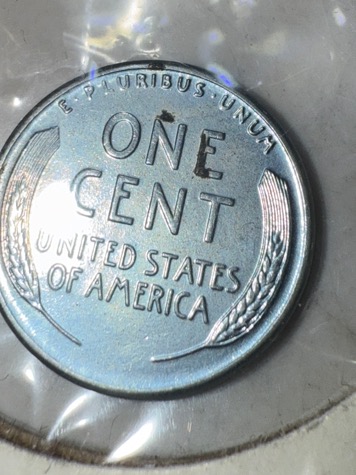 E·PLURIBUS·UNUM
ONE
CENT
UNITED STATES
OF AMERICA